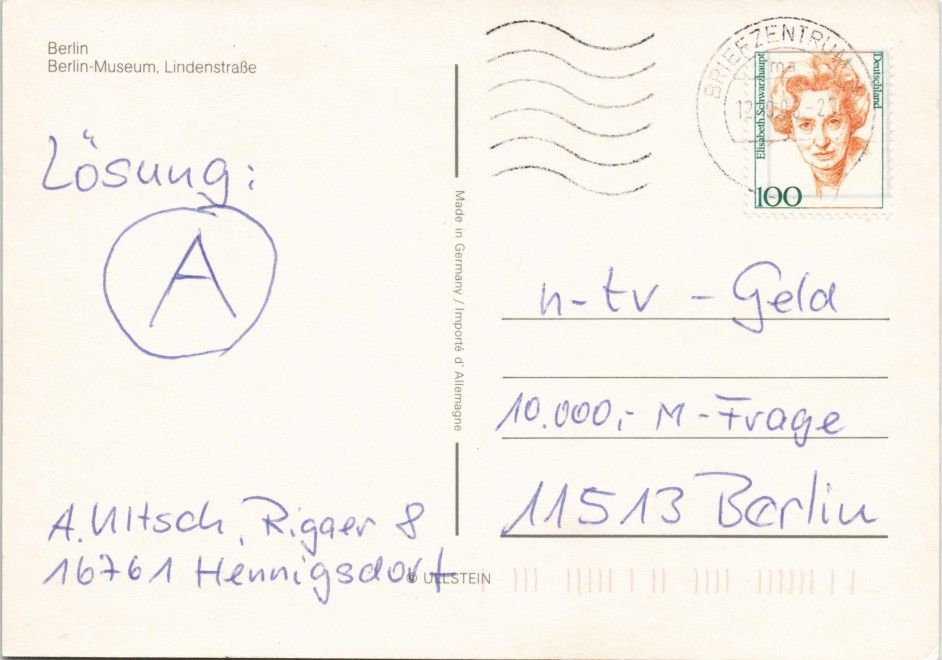 Berlin
Berlin-Museum, Lindenstraße
Lösung:
A
A. Nitsch, Rigaer 8
16761 Hennigsdorf
Made in Germany / Importé d' Allemagne
© ULLSTEIN
BRIEFZENTRUM
Elisabeth Schwarzhaupt
Deutschland
100
n-tv - Geld
10.000,- M-Frage
11513 Berlin